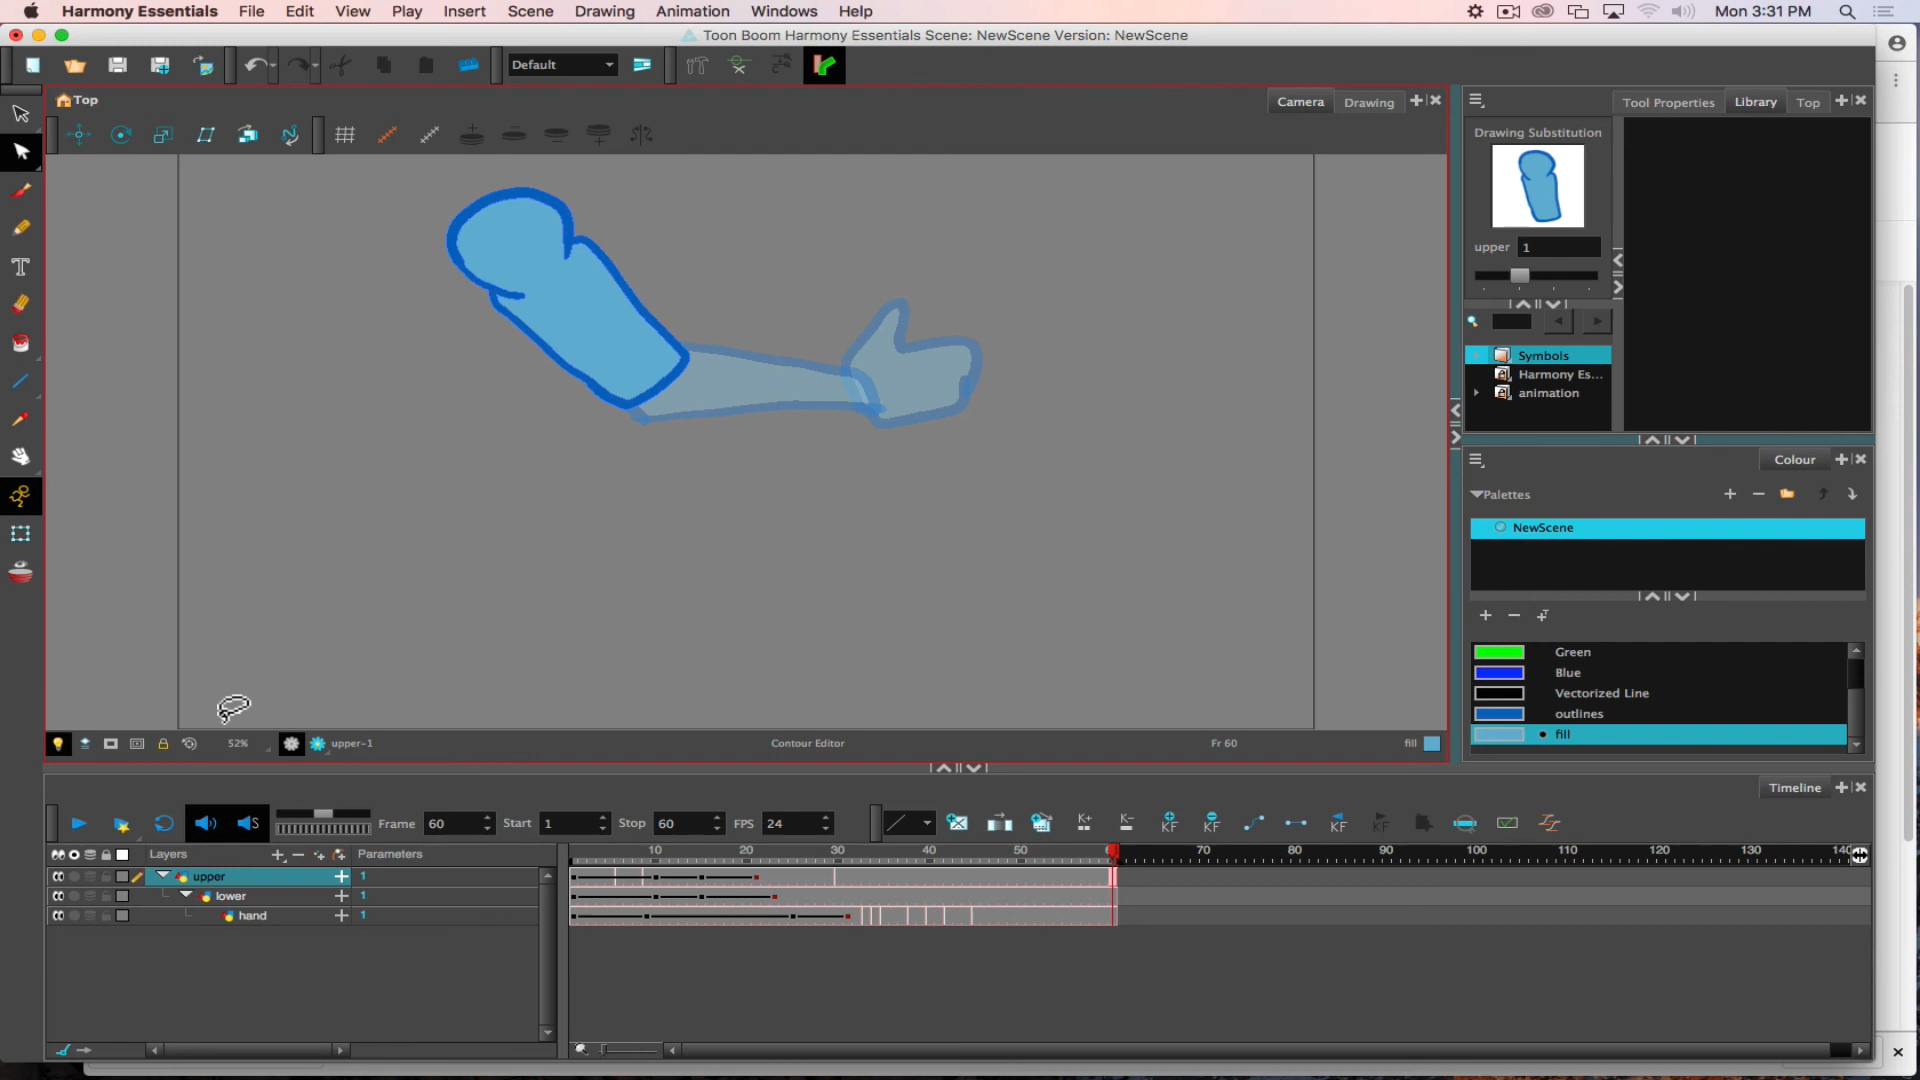 Harmony Essentials File Edit View Play Insert Scene Drawing Animation Windows Help Mon 3:31 PM
Toon Boom Harmony Essentials Scene: NewScene Version: NewScene
Default
Top Camera Drawing
Tool Properties Library Top
Drawing Substitution
upper 1
Symbols
Harmony Es...
animation
Colour
Palettes
NewScene
Green
Blue
Vectorized Line
outlines
fill
52% upper-1 Contour Editor Fr 60 fill
Timeline
Frame 60 Start 1 Stop 60 FPS 24
Layers Parameters 10 20 30 40 50 70 80 90 100 110 120 130
upper 1
lower 1
hand 1